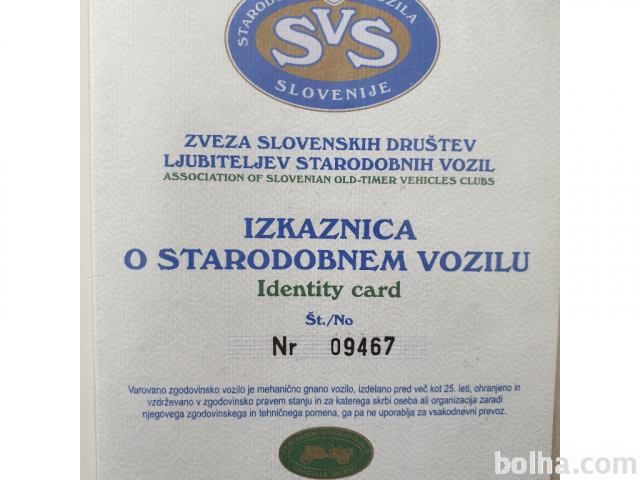 SVS
SLOVENIJE
ZVEZA SLOVENSKIH DRUŠTEV
LJUBITELJEV STARODOBNIH VOZIL
ASSOCIATION OF SLOVENIAN OLD-TIMER VEHICLES CLUBS
IZKAZNICA
O STARODOBNEM VOZILU
Identity card
Št./No
Nr 09467
Varovano zgodovinsko vozilo je mehanično gnano vozilo, izdelano pred več kot 25. leti, ohranjeno in
vzdrževano v zgodovinsko pravem stanju in za katerega skrbi oseba ali organizacija zaradi
njegovega zgodovinskega in tehničnega pomena, ga pa ne uporablja za vsakodnevni prevoz.
bolha.com